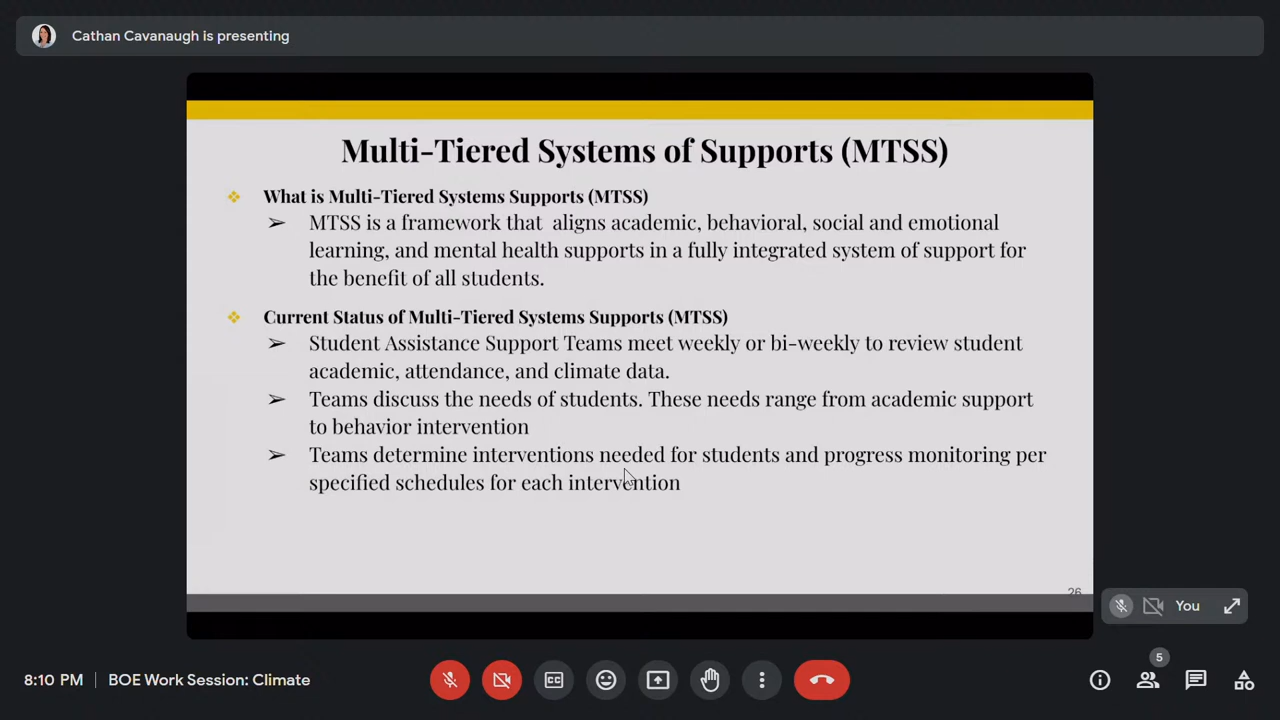 Cathan Cavanaugh is presenting
Multi-Tiered Systems of Supports (MTSS)
❖ What is Multi-Tiered Systems Supports (MTSS)
➢ MTSS is a framework that aligns academic, behavioral, social and emotional
learning, and mental health supports in a fully integrated system of support for
the benefit of all students.
❖ Current Status of Multi-Tiered Systems Supports (MTSS)
➢ Student Assistance Support Teams meet weekly or bi-weekly to review student
academic, attendance, and climate data.
➢ Teams discuss the needs of students. These needs range from academic support
to behavior intervention
➢ Teams determine interventions needed for students and progress monitoring per
specified schedules for each intervention
26
You
5
8:10 PM | BOE Work Session: Climate